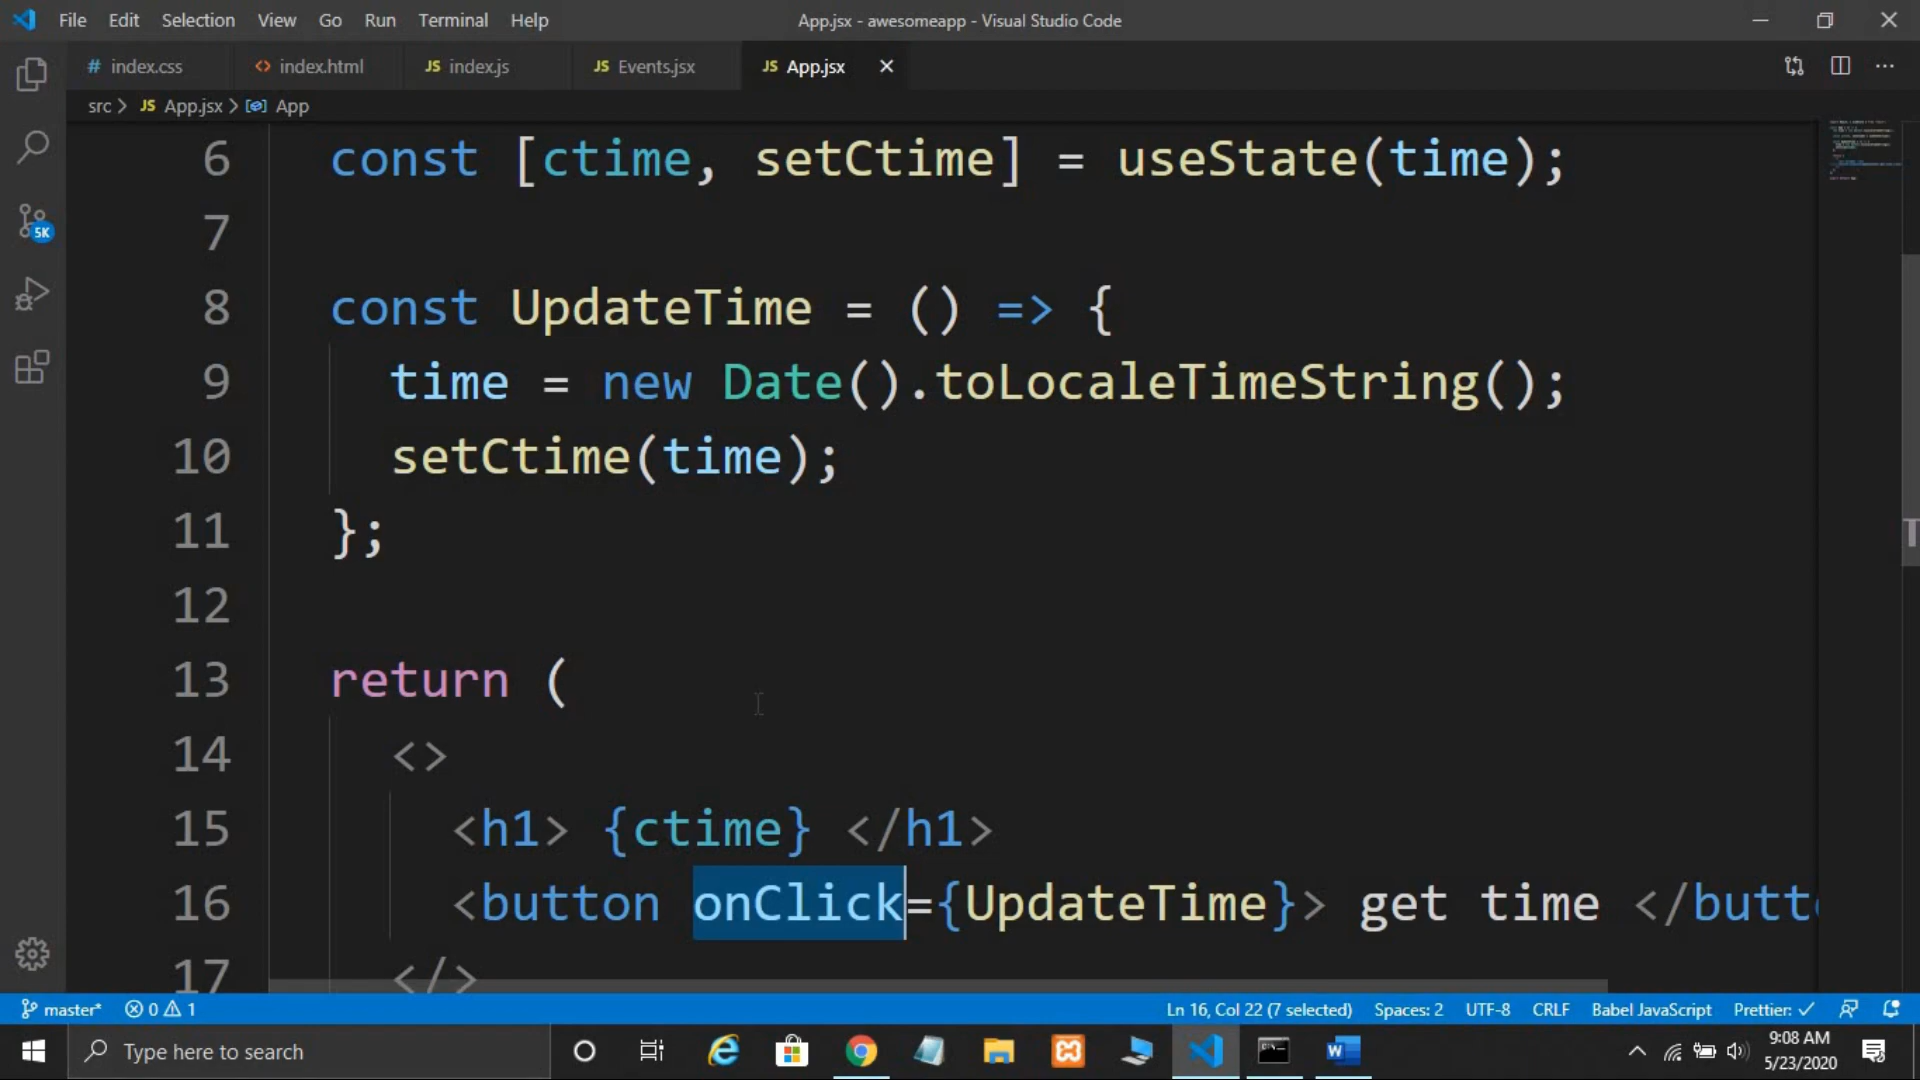 File Edit Selection View Go Run Terminal Help App.jsx - awesomeapp - Visual Studio Code
# index.css <> index.html JS index.js JS Events.jsx JS App.jsx
src > JS App.jsx > App
6 const [ctime, setCtime] = useState(time);
7
8 const UpdateTime = () => {
9 time = new Date().toLocaleTimeString();
10 setCtime(time);
11 };
12
13 return (
14 <>
15 <h1> {ctime} </h1>
16 <button onClick={UpdateTime}> get time </butto
17 </>
5K
master* 0 1 Ln 16, Col 22 (7 selected) Spaces: 2 UTF-8 CRLF Babel JavaScript Prettier: ✓
Type here to search 9:08 AM
5/23/2020